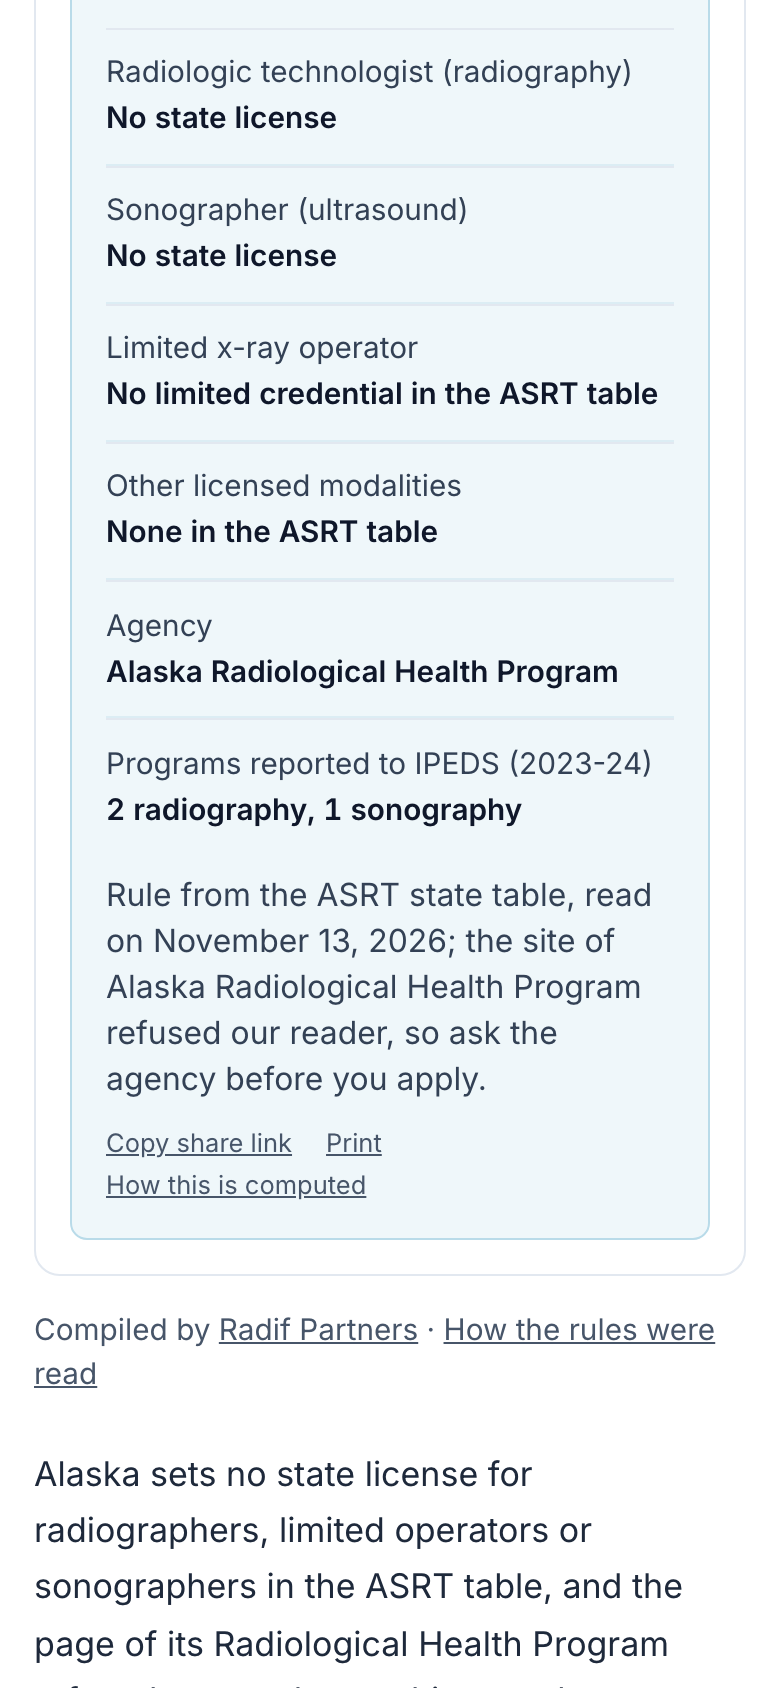 Radiologic technologist (radiography)
No state license
Sonographer (ultrasound)
No state license
Limited x-ray operator
No limited credential in the ASRT table
Other licensed modalities
None in the ASRT table
Agency
Alaska Radiological Health Program
Programs reported to IPEDS (2023-24)
2 radiography, 1 sonography
Rule from the ASRT state table, read
on November 13, 2026; the site of
Alaska Radiological Health Program
refused our reader, so ask the
agency before you apply.
Copy share link Print
How this is computed
Compiled by Radif Partners · How the rules were
read
Alaska sets no state license for
radiographers, limited operators or
sonographers in the ASRT table, and the
page of its Radiological Health Program